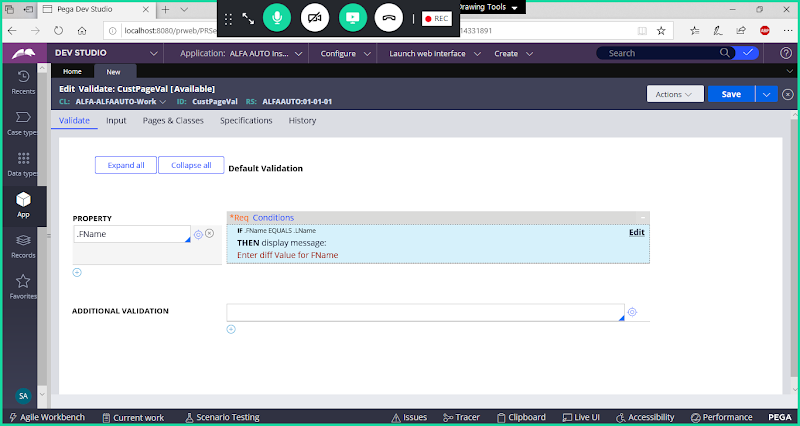 Pega Dev Studio
Drawing Tools
REC
localhost:8080/prweb/PRSe
14331891
DEV STUDIO
Application: ALFA AUTO Ins...
Configure
Launch web interface
Create
Search
Home
New
Edit Validate: CustPageVal [Available]
CL: ALFA-ALFAAUTO-Work
ID: CustPageVal
RS: ALFAAUTO:01-01-01
Actions
Save
Recents
Case types
Data types
App
Records
Favorites
SA
Validate
Input
Pages & Classes
Specifications
History
Expand all
Collapse all
Default Validation
PROPERTY
*Req. Conditions
.FName
IF .FName EQUALS .LName
Edit
THEN display message:
Enter diff Value for FName
ADDITIONAL VALIDATION
Agile Workbench
Current work
Scenario Testing
Issues
Tracer
Clipboard
Live UI
Accessibility
Performance
PEGA